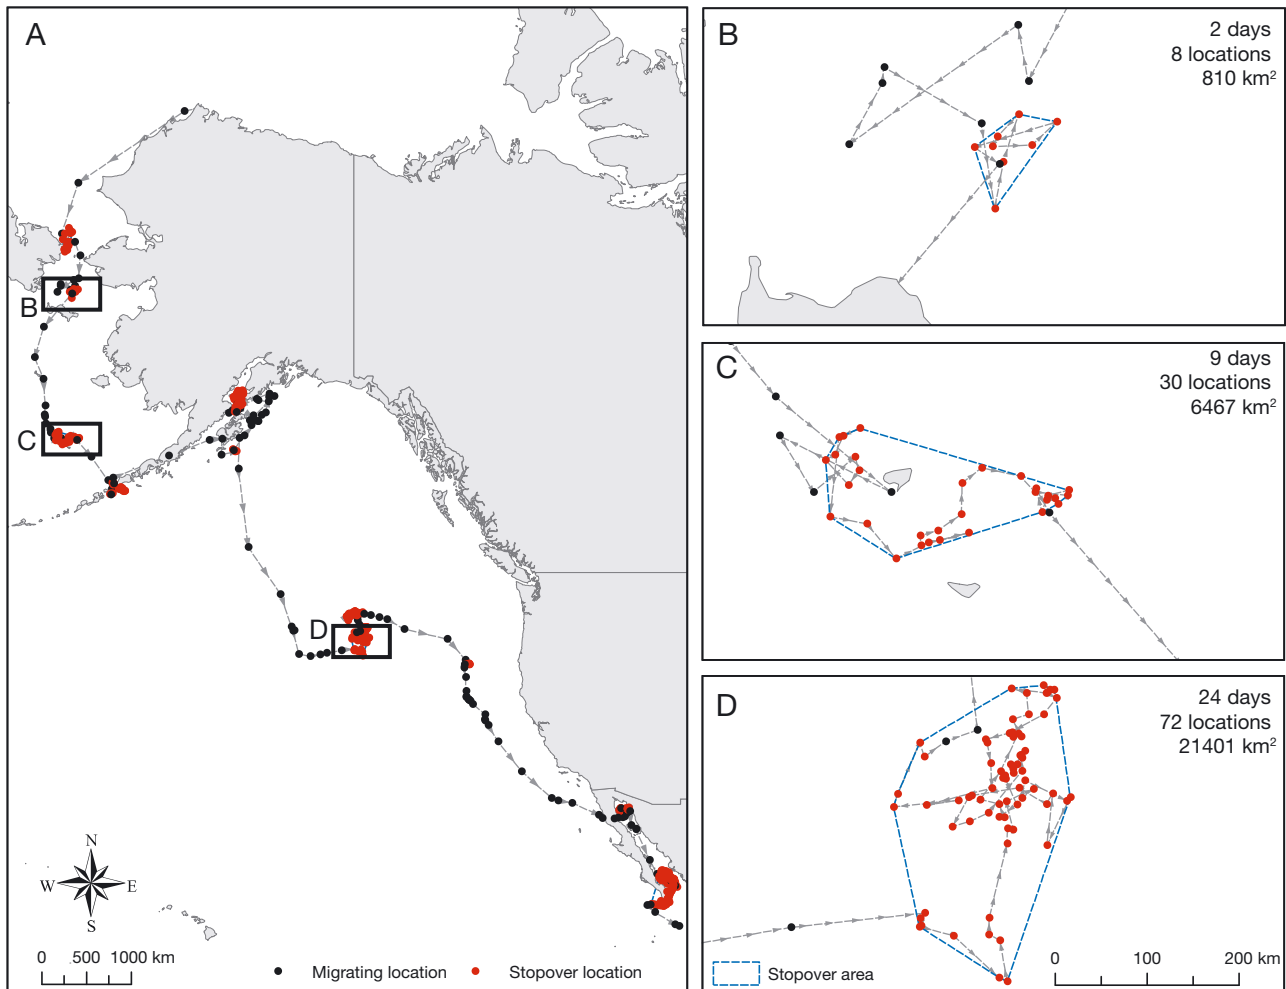 A
B
C
D
N
W E
S
0 500 1000 km
Migrating location
Stopover location
B
2 days
8 locations
810 km²
C
9 days
30 locations
6467 km²
D
24 days
72 locations
21401 km²
Stopover area
0 100 200 km